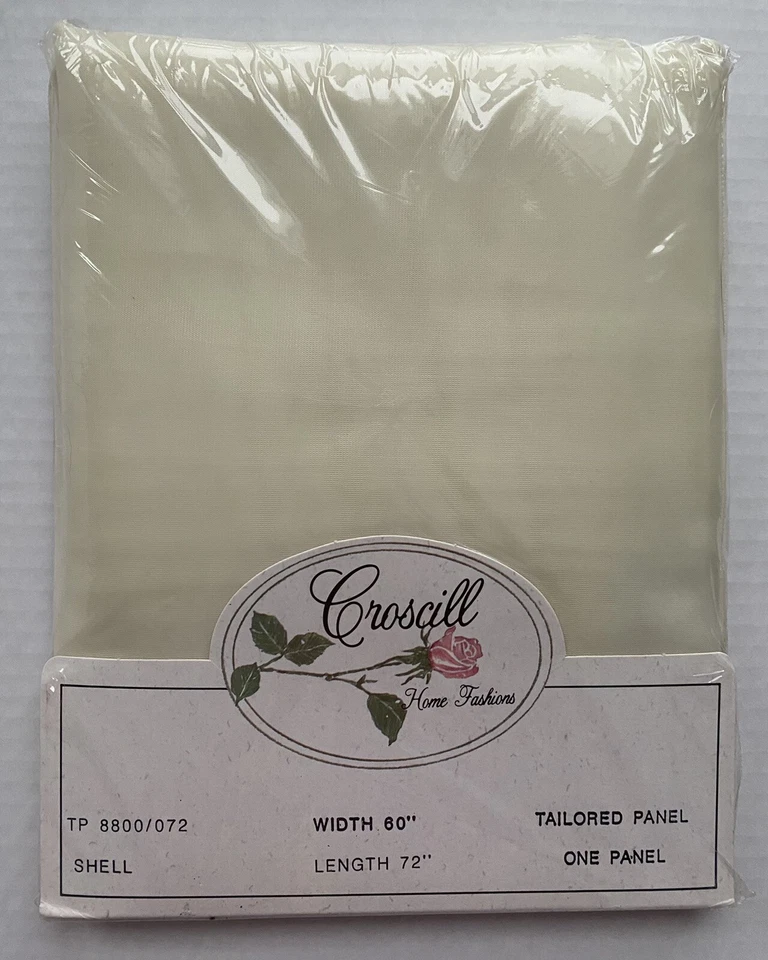 Croscill
Home Fashions
TP 8800/072
WIDTH 60"
TAILORED PANEL
SHELL
LENGTH 72"
ONE PANEL